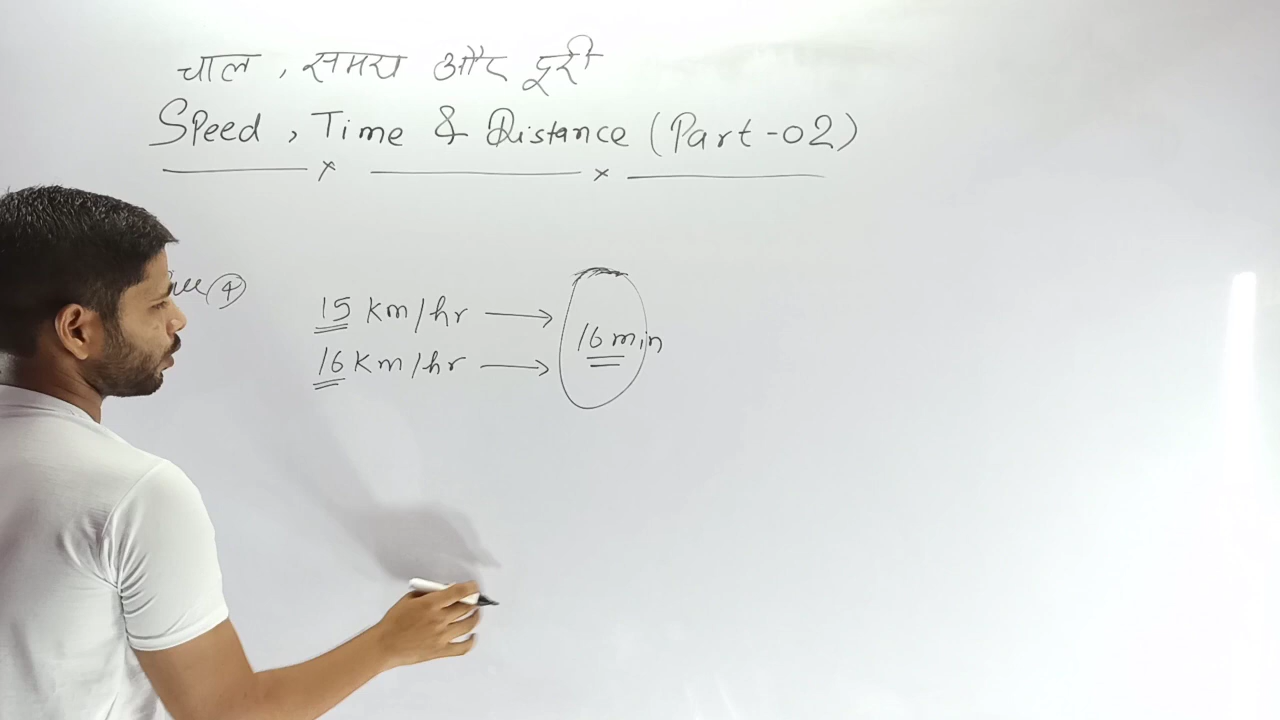 चाल, समय और दूरी
Speed, Time & Distance (Part-02)
15 km/hr →
16 min
16 km/hr →